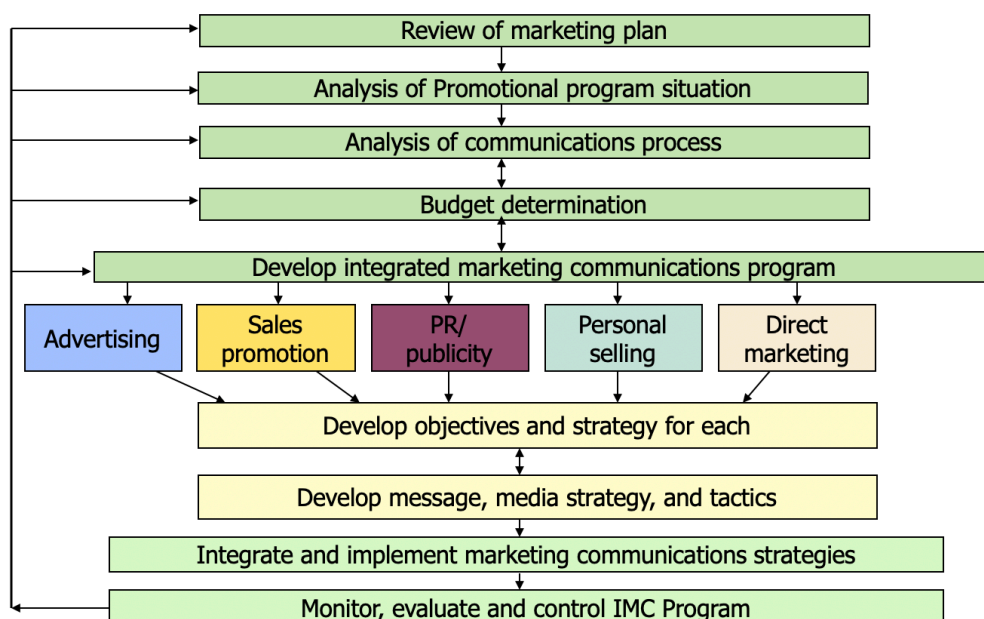 Review of marketing plan
Analysis of Promotional program situation
Analysis of communications process
Budget determination
Develop integrated marketing communications program
Advertising
Sales
promotion
PR/
publicity
Personal
selling
Direct
marketing
Develop objectives and strategy for each
Develop message, media strategy, and tactics
Integrate and implement marketing communications strategies
Monitor, evaluate and control IMC Program